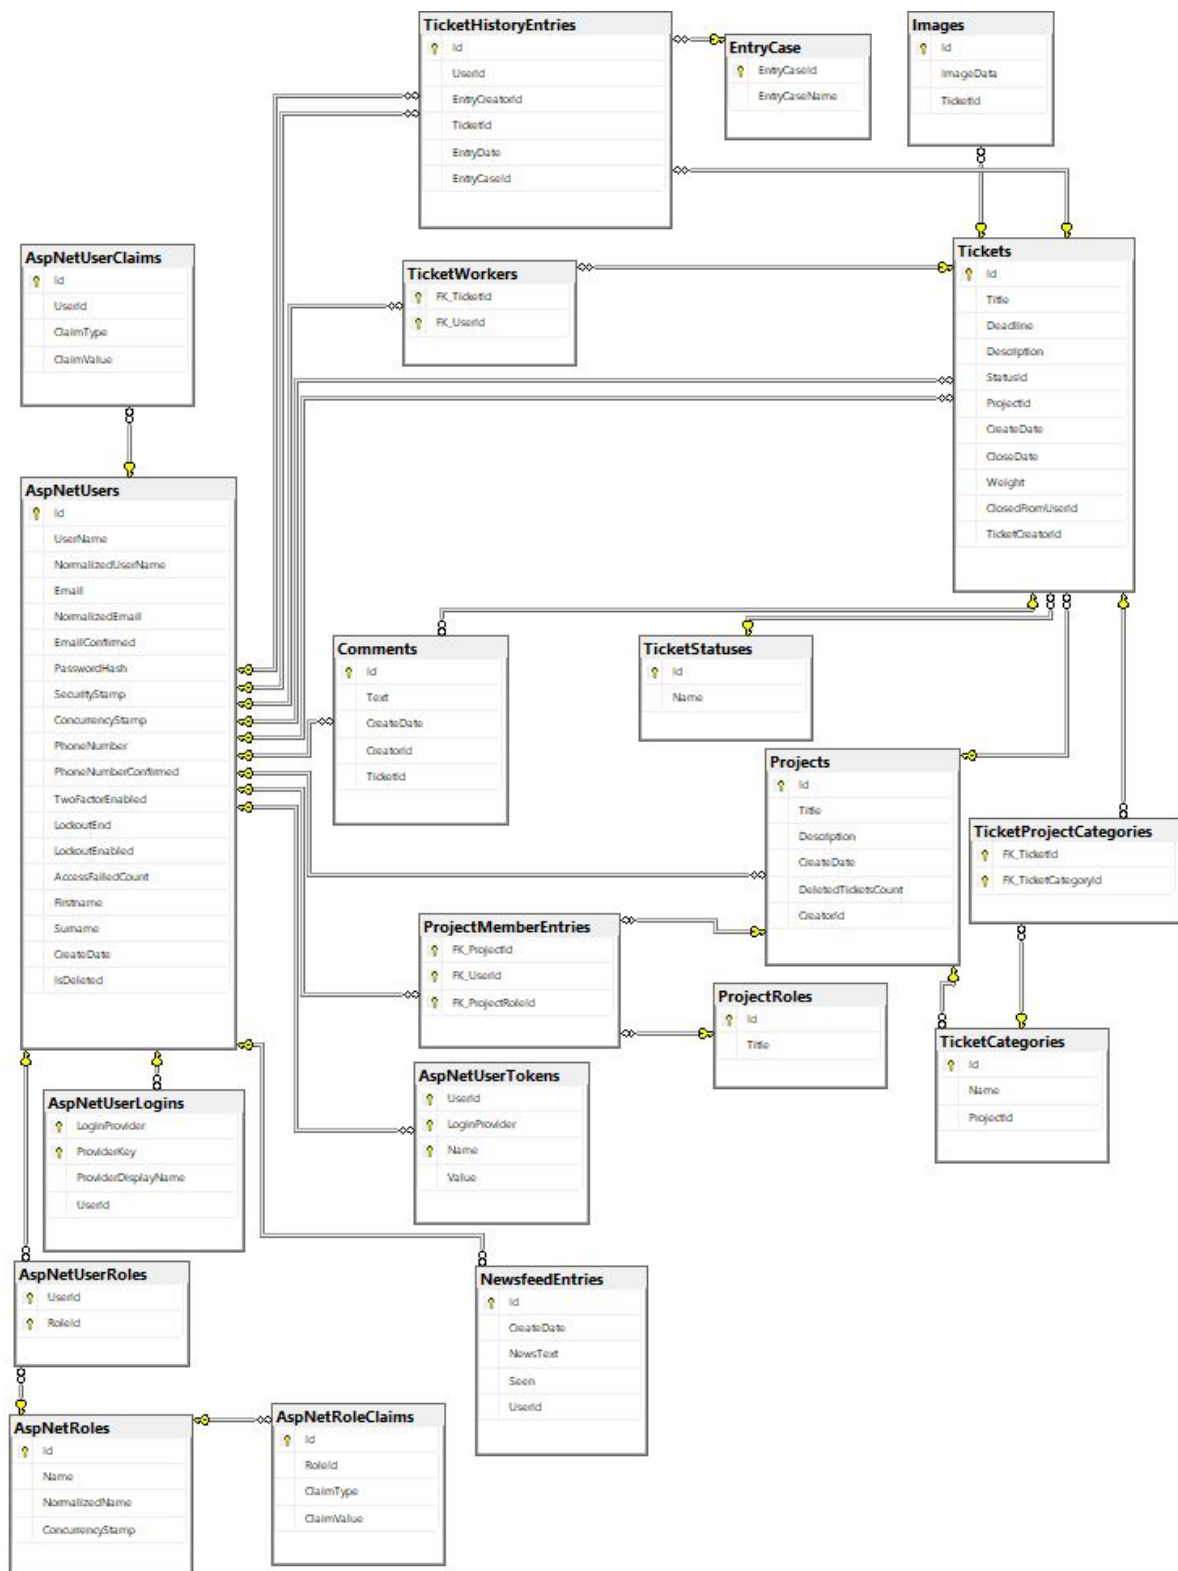 TicketHistoryEntries
Id
UserId
EntryCreatorId
TicketId
EntryDate
EntryCaseId
EntryCase
EntryCaseId
EntryCaseName
Images
Id
ImageData
TicketId
AspNetUserClaims
Id
UserId
ClaimType
ClaimValue
TicketWorkers
FK_TicketId
FK_UserId
Tickets
Id
Title
Deadline
Description
StatusId
ProjectId
CreateDate
CloseDate
Weight
ClosedFromUserId
TicketCreatorId
AspNetUsers
Id
UserName
NormalizedUserName
Email
NormalizedEmail
EmailConfirmed
PasswordHash
SecurityStamp
ConcurrencyStamp
PhoneNumber
PhoneNumberConfirmed
TwoFactorEnabled
LockoutEnd
LockoutEnabled
AccessFailedCount
Firstname
Surname
CreateDate
IsDeleted
Comments
Id
Text
CreateDate
CreatorId
TicketId
TicketStatuses
Id
Name
Projects
Id
Title
Description
CreateDate
DeletedTicketsCount
CreatorId
TicketProjectCategories
FK_TicketId
FK_TicketCategoryId
ProjectMemberEntries
FK_ProjectId
FK_UserId
FK_ProjectRoleId
ProjectRoles
Id
Title
TicketCategories
Id
Name
ProjectId
AspNetUserLogins
LoginProvider
ProviderKey
ProviderDisplayName
UserId
AspNetUserTokens
UserId
LoginProvider
Name
Value
AspNetUserRoles
UserId
RoleId
NewsfeedEntries
Id
CreateDate
NewsText
Seen
UserId
AspNetRoles
Id
Name
NormalizedName
ConcurrencyStamp
AspNetRoleClaims
Id
RoleId
ClaimType
ClaimValue